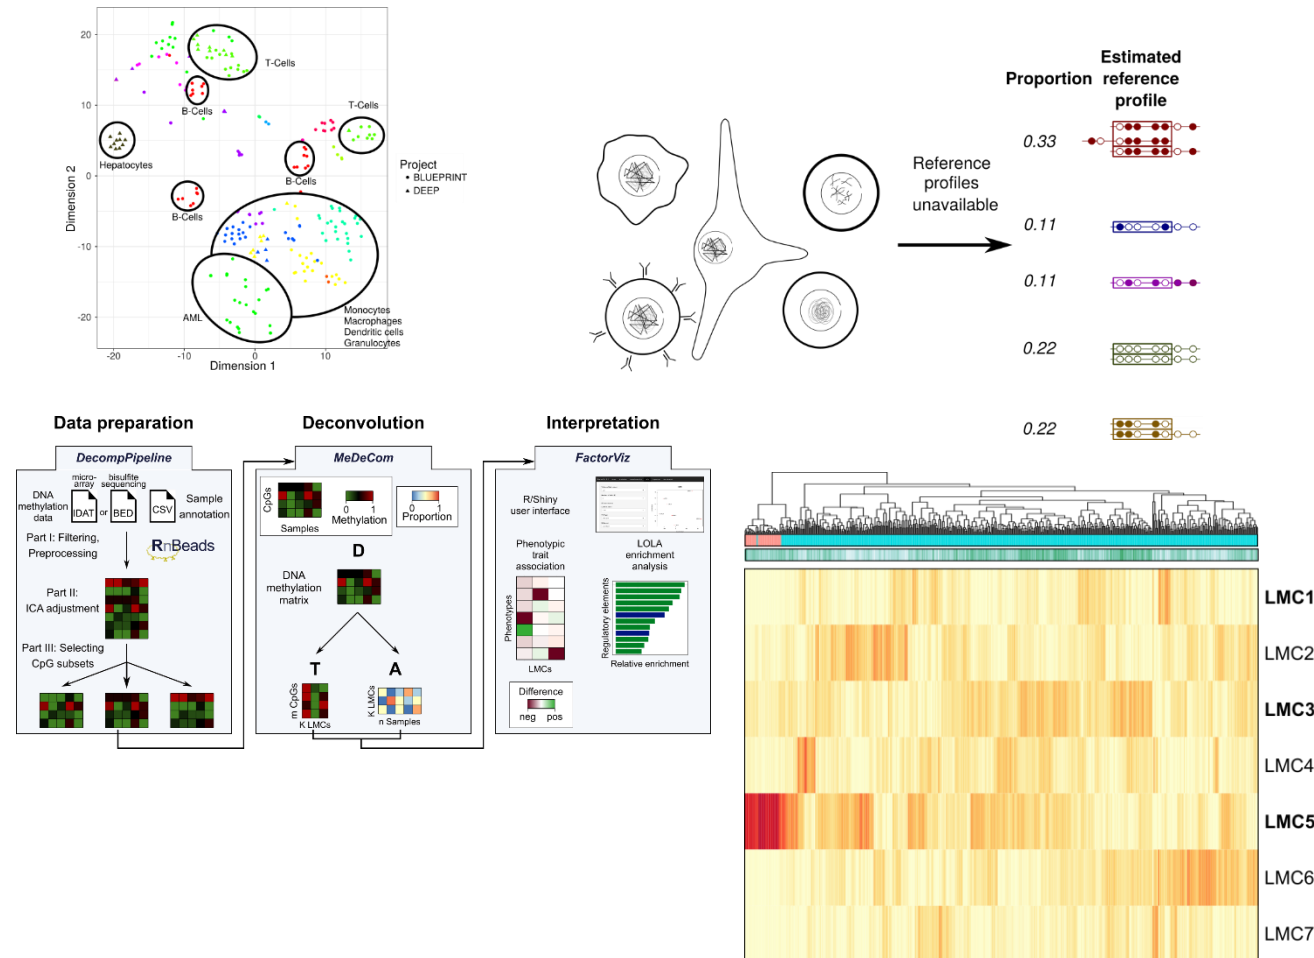 20
10
0
-10
-20
-20
-10
0
10
Dimension 2
Dimension 1
T-Cells
B-Cells
T-Cells
Hepatocytes
B-Cells
B-Cells
AML
Monocytes
Macrophages
Dendritic cells
Granulocytes
Project
BLUEPRINT
DEEP
Reference
profiles
unavailable
Proportion
Estimated
reference
profile
0.33
0.11
0.11
0.22
0.22
Data preparation
DecompPipeline
DNA
methylation
data
micro-
array
IDAT
or
bisulfite
sequencing
BED
CSV
Sample
annotation
Part I: Filtering,
Preprocessing
RnBeads
Part II:
ICA adjustment
Part III: Selecting
CpG subsets
Deconvolution
MeDeCom
CpGs
Samples
0 1
Methylation
0 1
Proportion
D
DNA
methylation
matrix
T
A
m CpGs
K LMCs
K LMCs
n Samples
Interpretation
FactorViz
R/Shiny
user interface
Phenotypic
trait
association
Phenotypes
LMCs
LOLA
enrichment
analysis
Regulatory elements
Relative enrichment
Difference
neg pos
LMC1
LMC2
LMC3
LMC4
LMC5
LMC6
LMC7